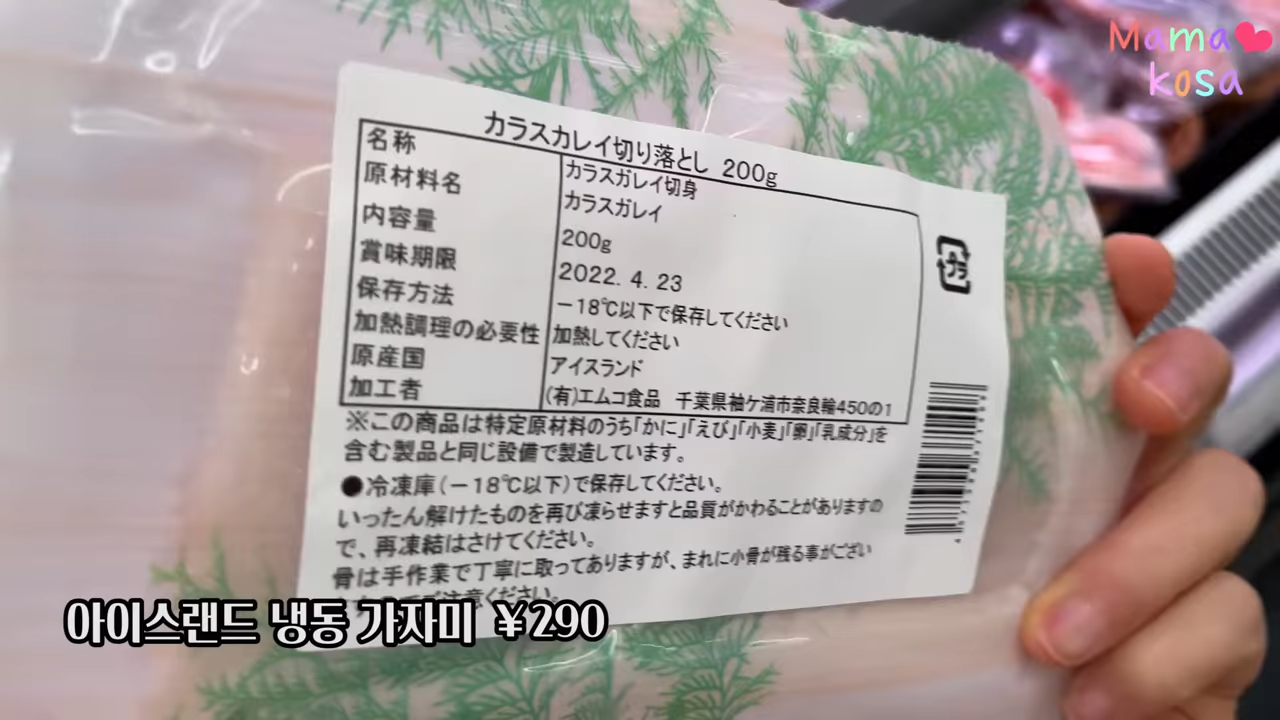 Mama
kosa
カラスカレイ切り落とし 200g
名称 カラスガレイ切身
原材料名 カラスガレイ
内容量 200g
賞味期限 2022. 4. 23
保存方法 −18℃以下で保存してください
加熱調理の必要性 加熱してください
原産国 アイスランド
加工者 (有)エムコ食品 千葉県袖ケ浦市奈良輪450の1
プラ
※この商品は特定原材料のうち「かに」「えび」「小麦」「卵」「乳成分」を
含む製品と同じ設備で製造しています。
●冷凍庫(−18℃以下)で保存してください。
いったん解けたものを再び凍らせますと品質がかわることがありますの
で、再凍結はさけてください。
骨は手作業で丁寧に取ってありますが、まれに小骨が残る事がござい
注意ください。
아이스랜드 냉동 가자미 ￥290